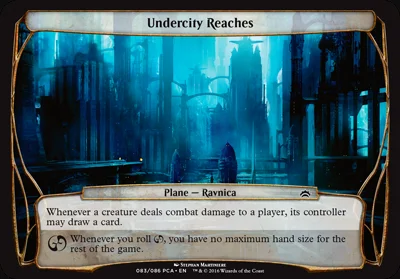 Undercity Reaches
Plane — Ravnica
Whenever a creature deals combat damage to a player, its controller
may draw a card.
Whenever you roll , you have no maximum hand size for the
rest of the game.
Stephan Martiniere
083/086 PCA • EN ™ & © 2016 Wizards of the Coast